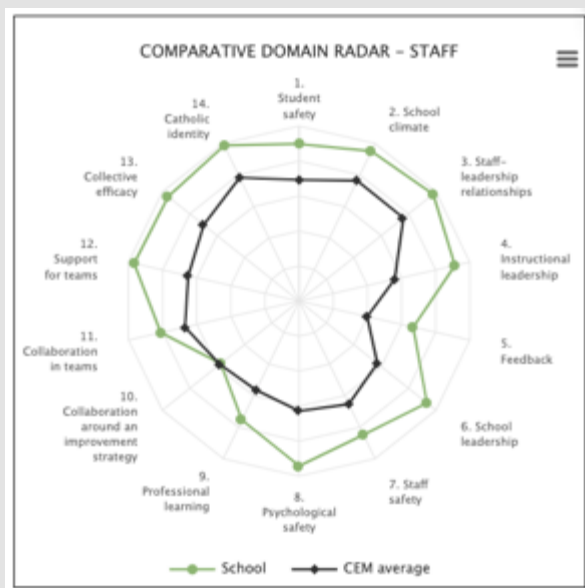 COMPARATIVE DOMAIN RADAR – STAFF
1.
Student
safety
2. School
climate
3. Staff-
leadership
relationships
4.
Instructional
leadership
5.
Feedback
6. School
leadership
7. Staff
safety
8.
Psychological
safety
9.
Professional
learning
10.
Collaboration
around an
improvement
strategy
11.
Collaboration
in teams
12.
Support
for teams
13.
Collective
efficacy
14.
Catholic
identity
School
CEM average